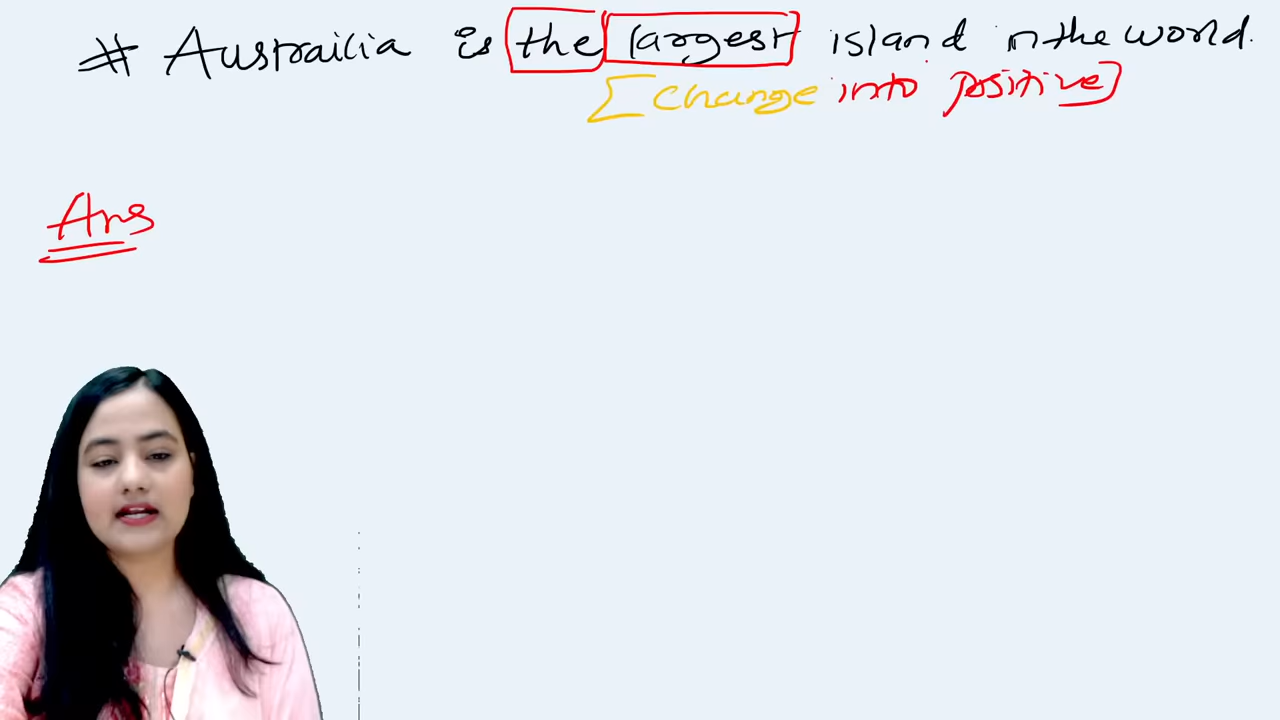 # Austrailia is the largest island in the world.
[change into positive]
Ans